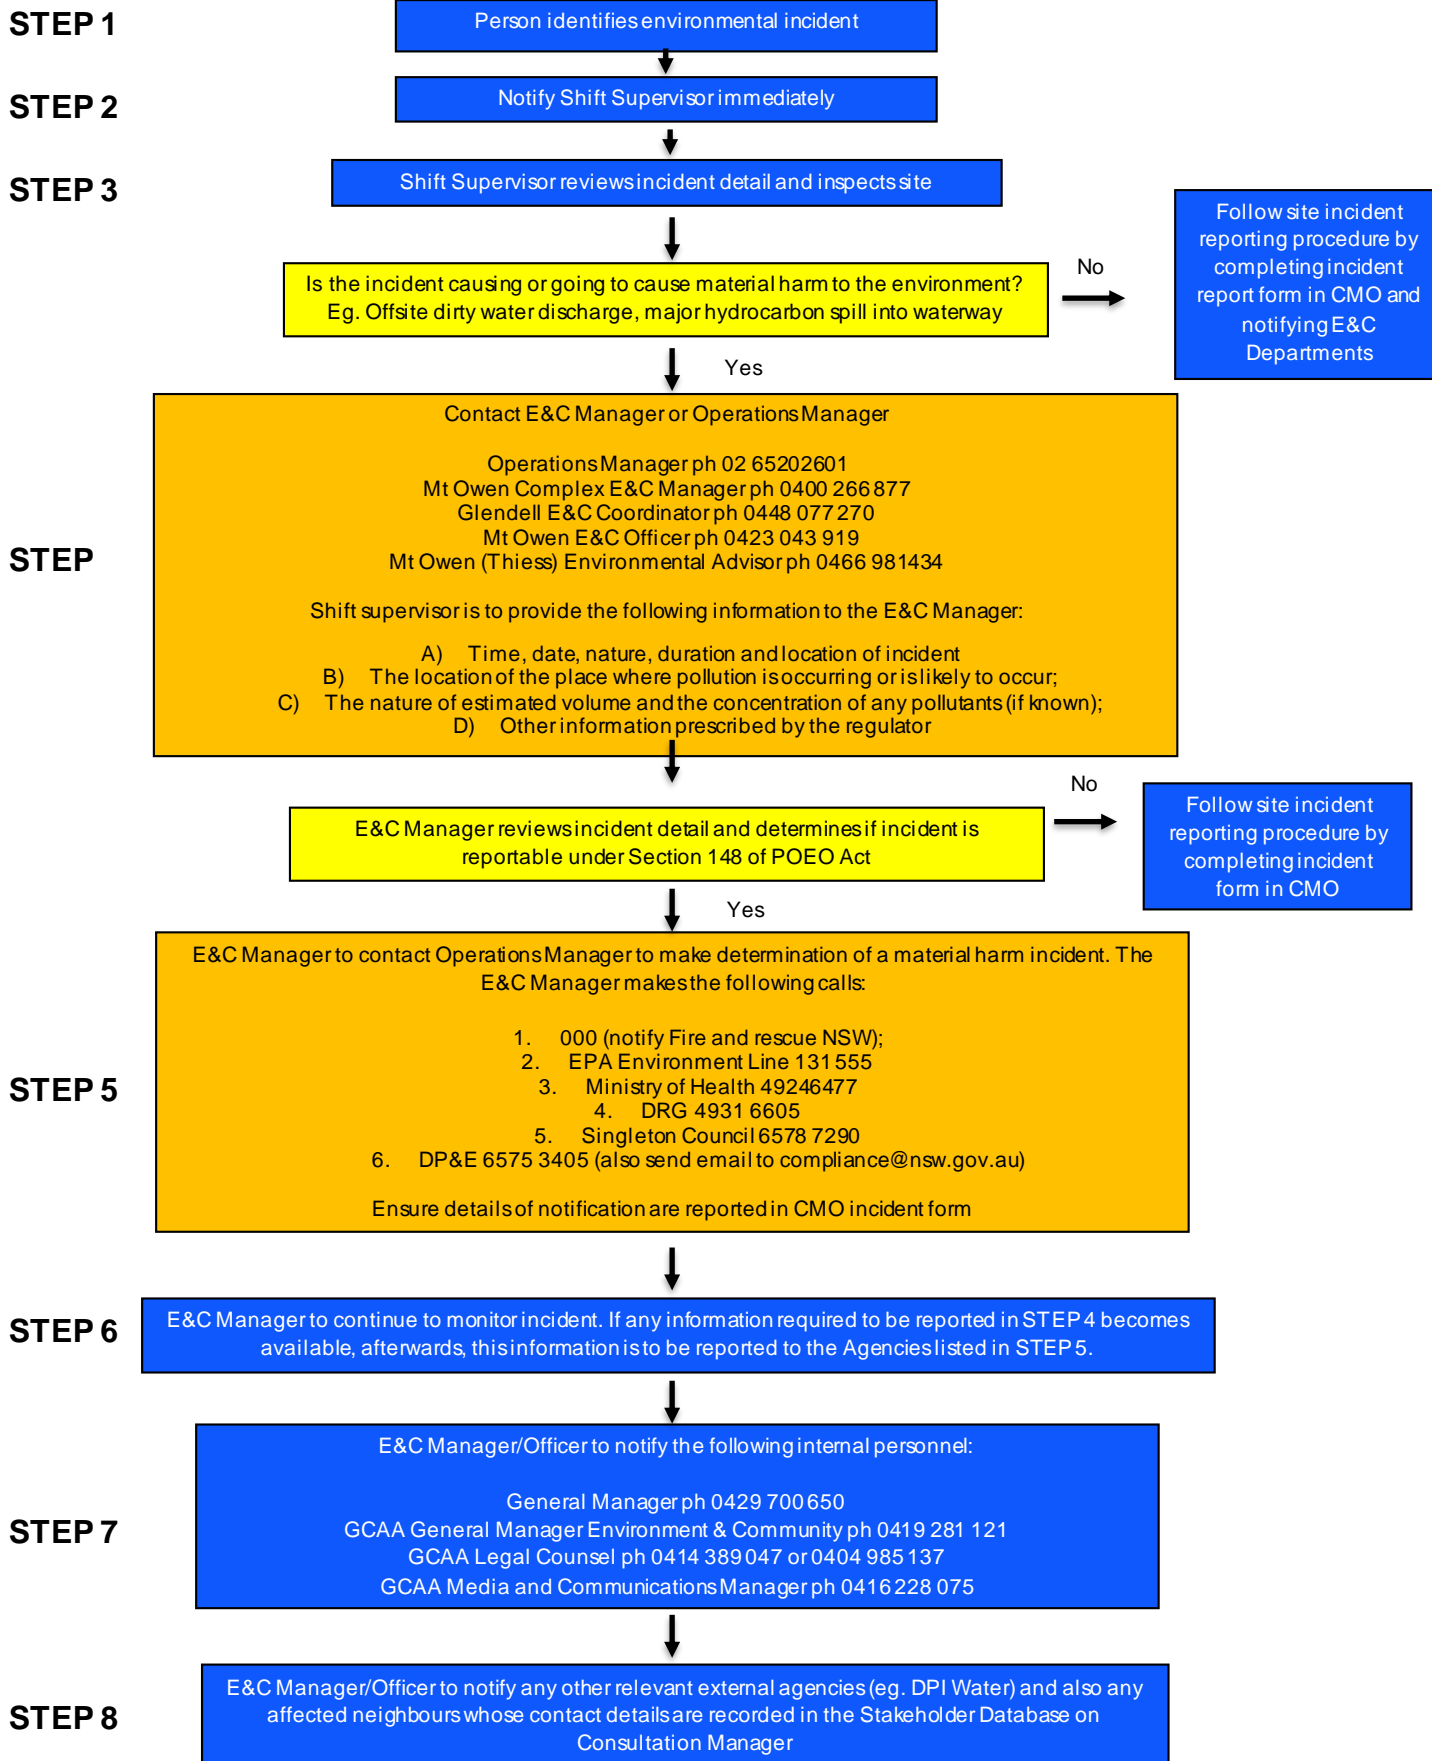 STEP 1
Person identifies environmental incident
STEP 2
Notify Shift Supervisor immediately
STEP 3
Shift Supervisor reviews incident detail and inspects site
Is the incident causing or going to cause material harm to the environment?
Eg. Offsite dirty water discharge, major hydrocarbon spill into waterway
No
Follow site incident
reporting procedure by
completing incident
report form in CMO and
notifying E&C
Departments
Yes
STEP
Contact E&C Manager or Operations Manager
Operations Manager ph 02 65202601
Mt Owen Complex E&C Manager ph 0400 266 877
Glendell E&C Coordinator ph 0448 077 270
Mt Owen E&C Officer ph 0423 043 919
Mt Owen (Thiess) Environmental Advisor ph 0466 981434
Shift supervisor is to provide the following information to the E&C Manager:
A) Time, date, nature, duration and location of incident
B) The location of the place where pollution is occurring or is likely to occur;
C) The nature of estimated volume and the concentration of any pollutants (if known);
D) Other information prescribed by the regulator
E&C Manager reviews incident detail and determines if incident is
reportable under Section 148 of POEO Act
No
Follow site incident
reporting procedure by
completing incident
form in CMO
Yes
STEP 5
E&C Manager to contact Operations Manager to make determination of a material harm incident. The
E&C Manager makes the following calls:
1. 000 (notify Fire and rescue NSW);
2. EPA Environment Line 131 555
3. Ministry of Health 49246477
4. DRG 4931 6605
5. Singleton Council 6578 7290
6. DP&E 6575 3405 (also send email to compliance@nsw.gov.au)
Ensure details of notification are reported in CMO incident form
STEP 6
E&C Manager to continue to monitor incident. If any information required to be reported in STEP 4 becomes
available, afterwards, this information is to be reported to the Agencies listed in STEP 5.
STEP 7
E&C Manager/Officer to notify the following internal personnel:
General Manager ph 0429 700 650
GCAA General Manager Environment & Community ph 0419 281 121
GCAA Legal Counsel ph 0414 389 047 or 0404 985 137
GCAA Media and Communications Manager ph 0416 228 075
STEP 8
E&C Manager/Officer to notify any other relevant external agencies (eg. DPI Water) and also any
affected neighbours whose contact details are recorded in the Stakeholder Database on
Consultation Manager